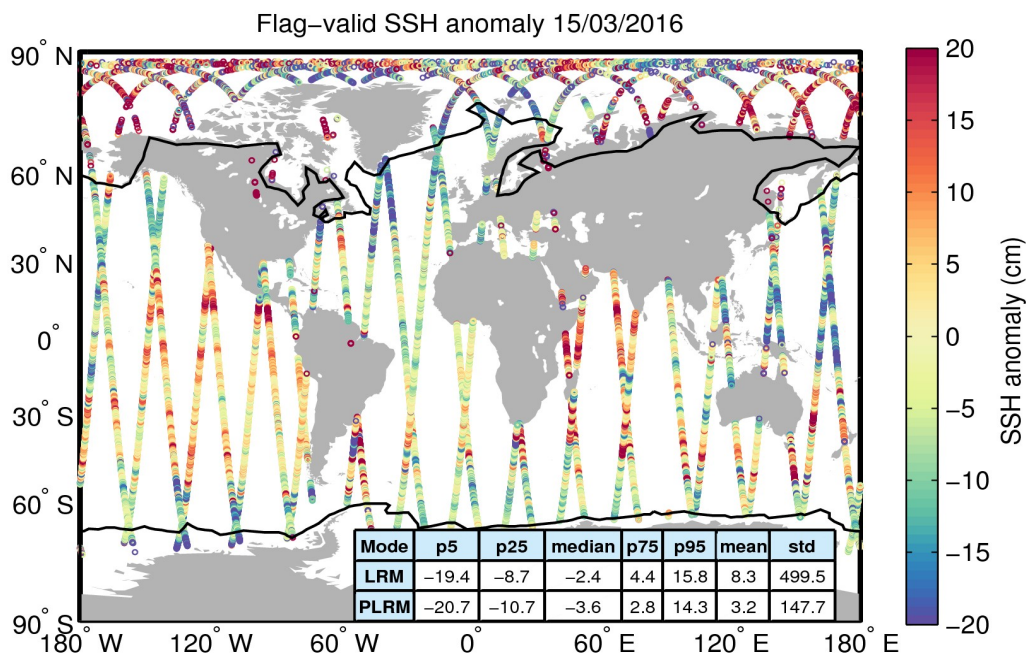 Flag−valid SSH anomaly 15/03/2016
90° N
60° N
30° N
0°
30° S
60° S
90° S
180° W
120° W
60° W
0°
60° E
120° E
180° E
Mode p5 p25 median p75 p95 mean std
LRM −19.4 −8.7 −2.4 4.4 15.8 8.3 499.5
PLRM −20.7 −10.7 −3.6 2.8 14.3 3.2 147.7
20
15
10
5
0
−5
−10
−15
−20
SSH anomaly (cm)